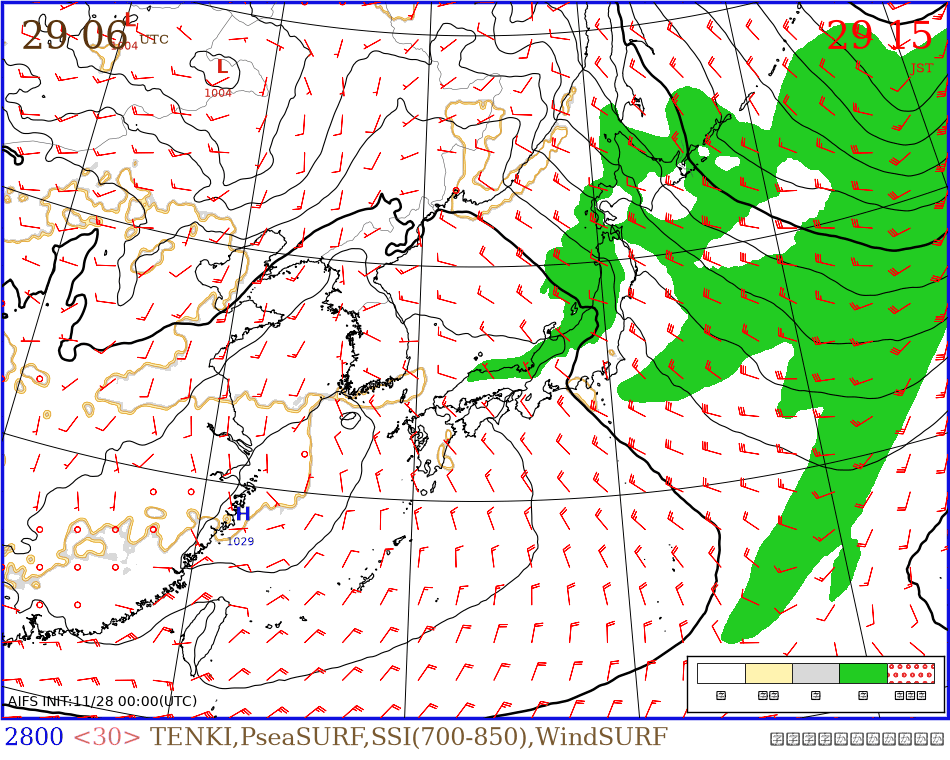 29 06 UTC
29 15
JST
L
1004
L
1004
H
1029
AIFS INIT:11/28 00:00(UTC)
2800 <30> TENKI,PseaSURF,SSI(700-850),WindSURF